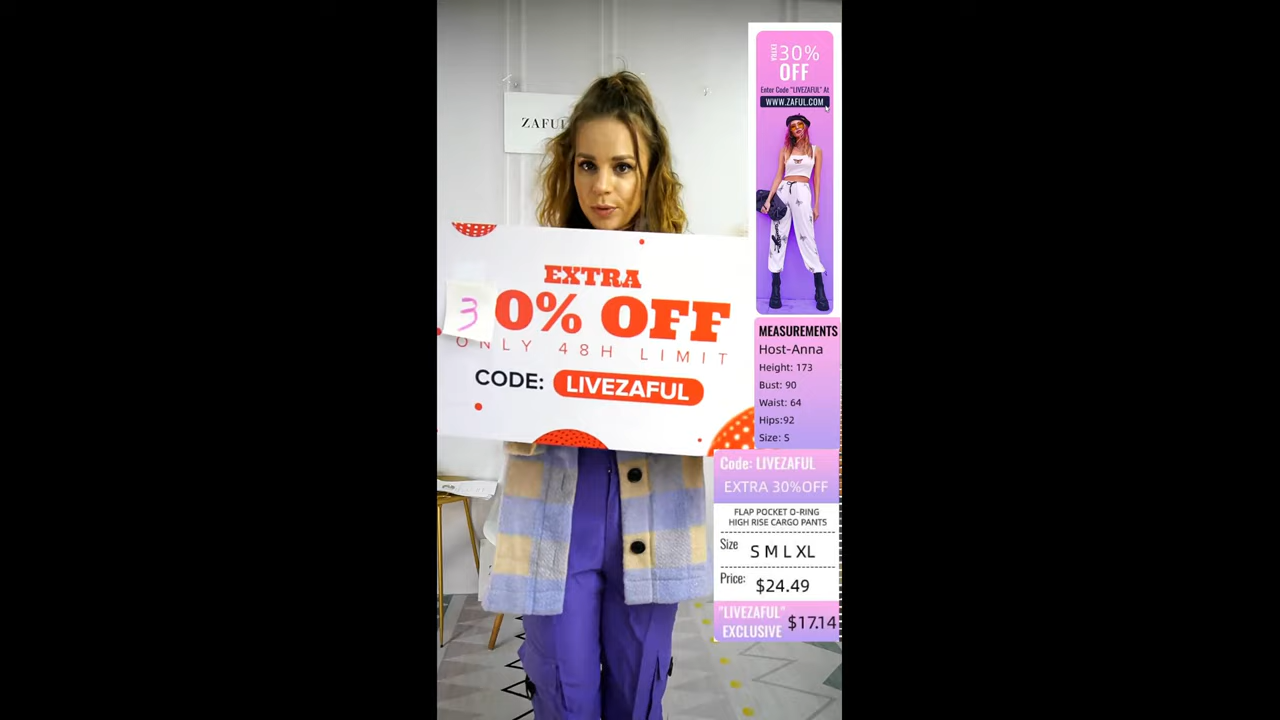 ZAFUL
EXTRA
30% OFF
ONLY 48H LIMIT
CODE: LIVEZAFUL
EXTRA 30%
OFF
Enter Code "LIVEZAFUL" At
WWW.ZAFUL.COM
MEASUREMENTS
Host-Anna
Height: 173
Bust: 90
Waist: 64
Hips:92
Size: S
Code: LIVEZAFUL
EXTRA 30%OFF
FLAP POCKET O-RING
HIGH RISE CARGO PANTS
Size S M L XL
Price: $24.49
"LIVEZAFUL"
EXCLUSIVE $17.14